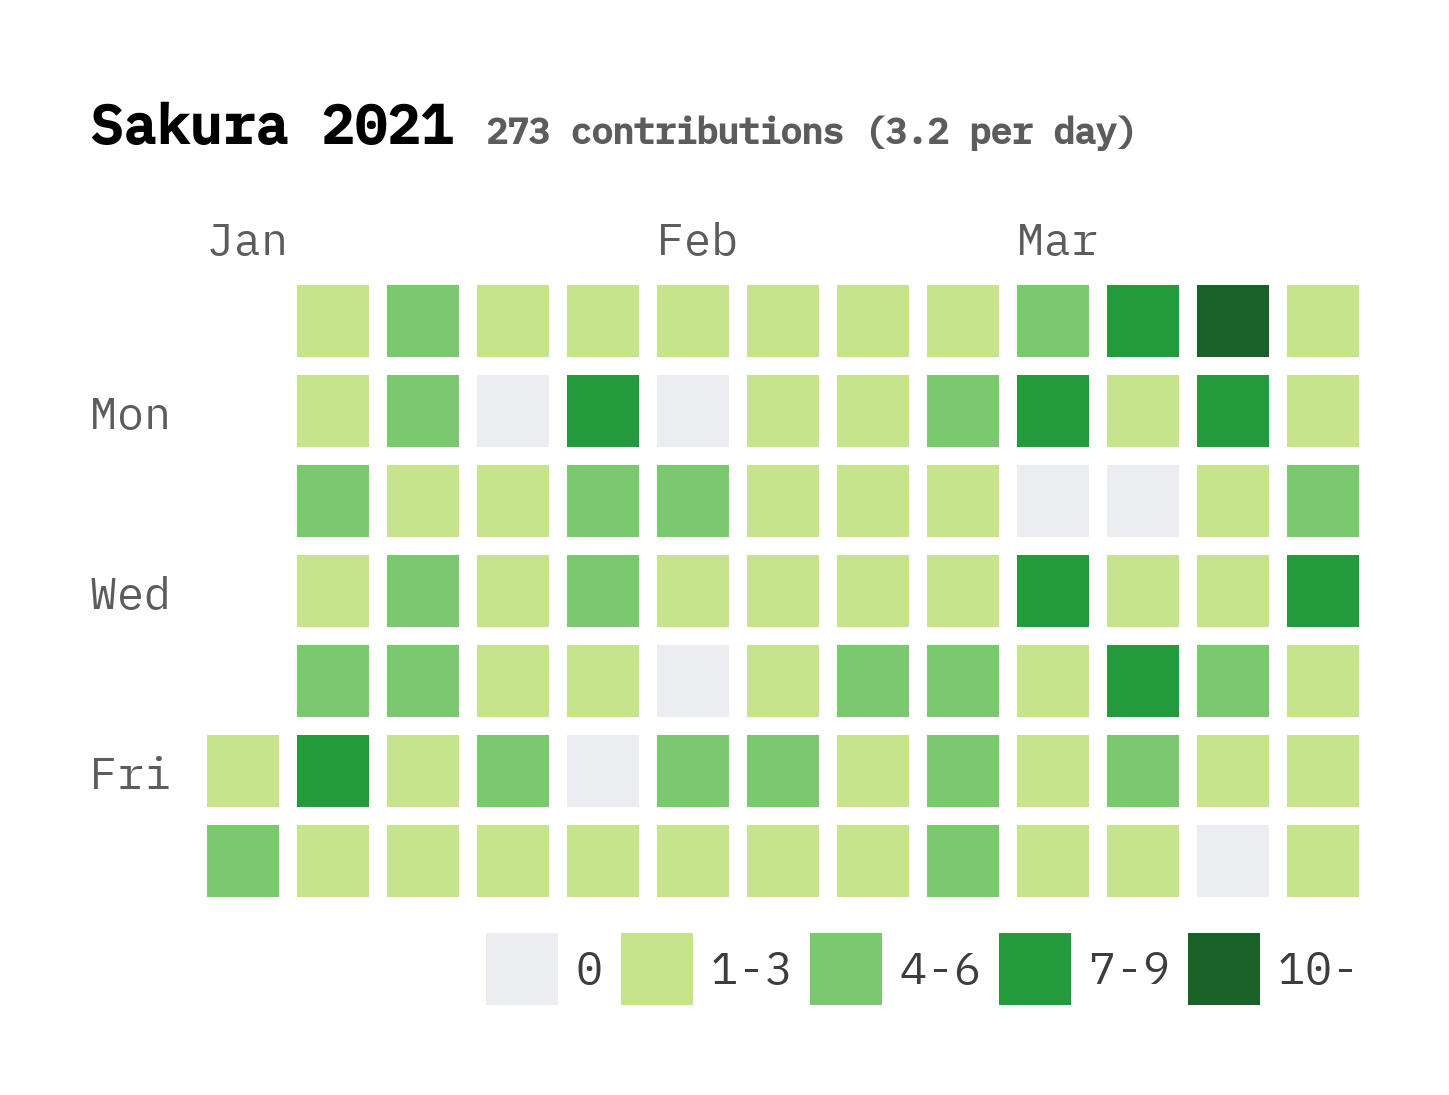 Sakura 2021 273 contributions (3.2 per day)
Jan Feb Mar
Mon
Wed
Fri
0 1-3 4-6 7-9 10-